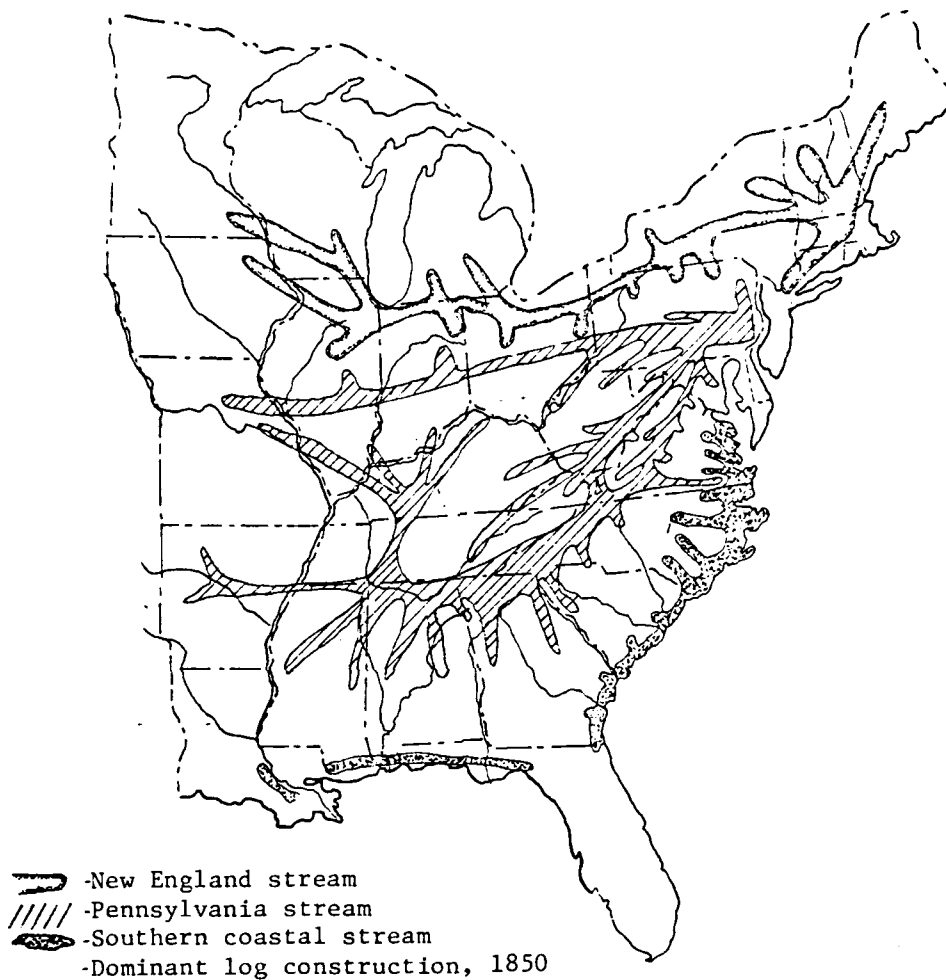 -New England stream
-Pennsylvania stream
-Southern coastal stream
-Dominant log construction, 1850